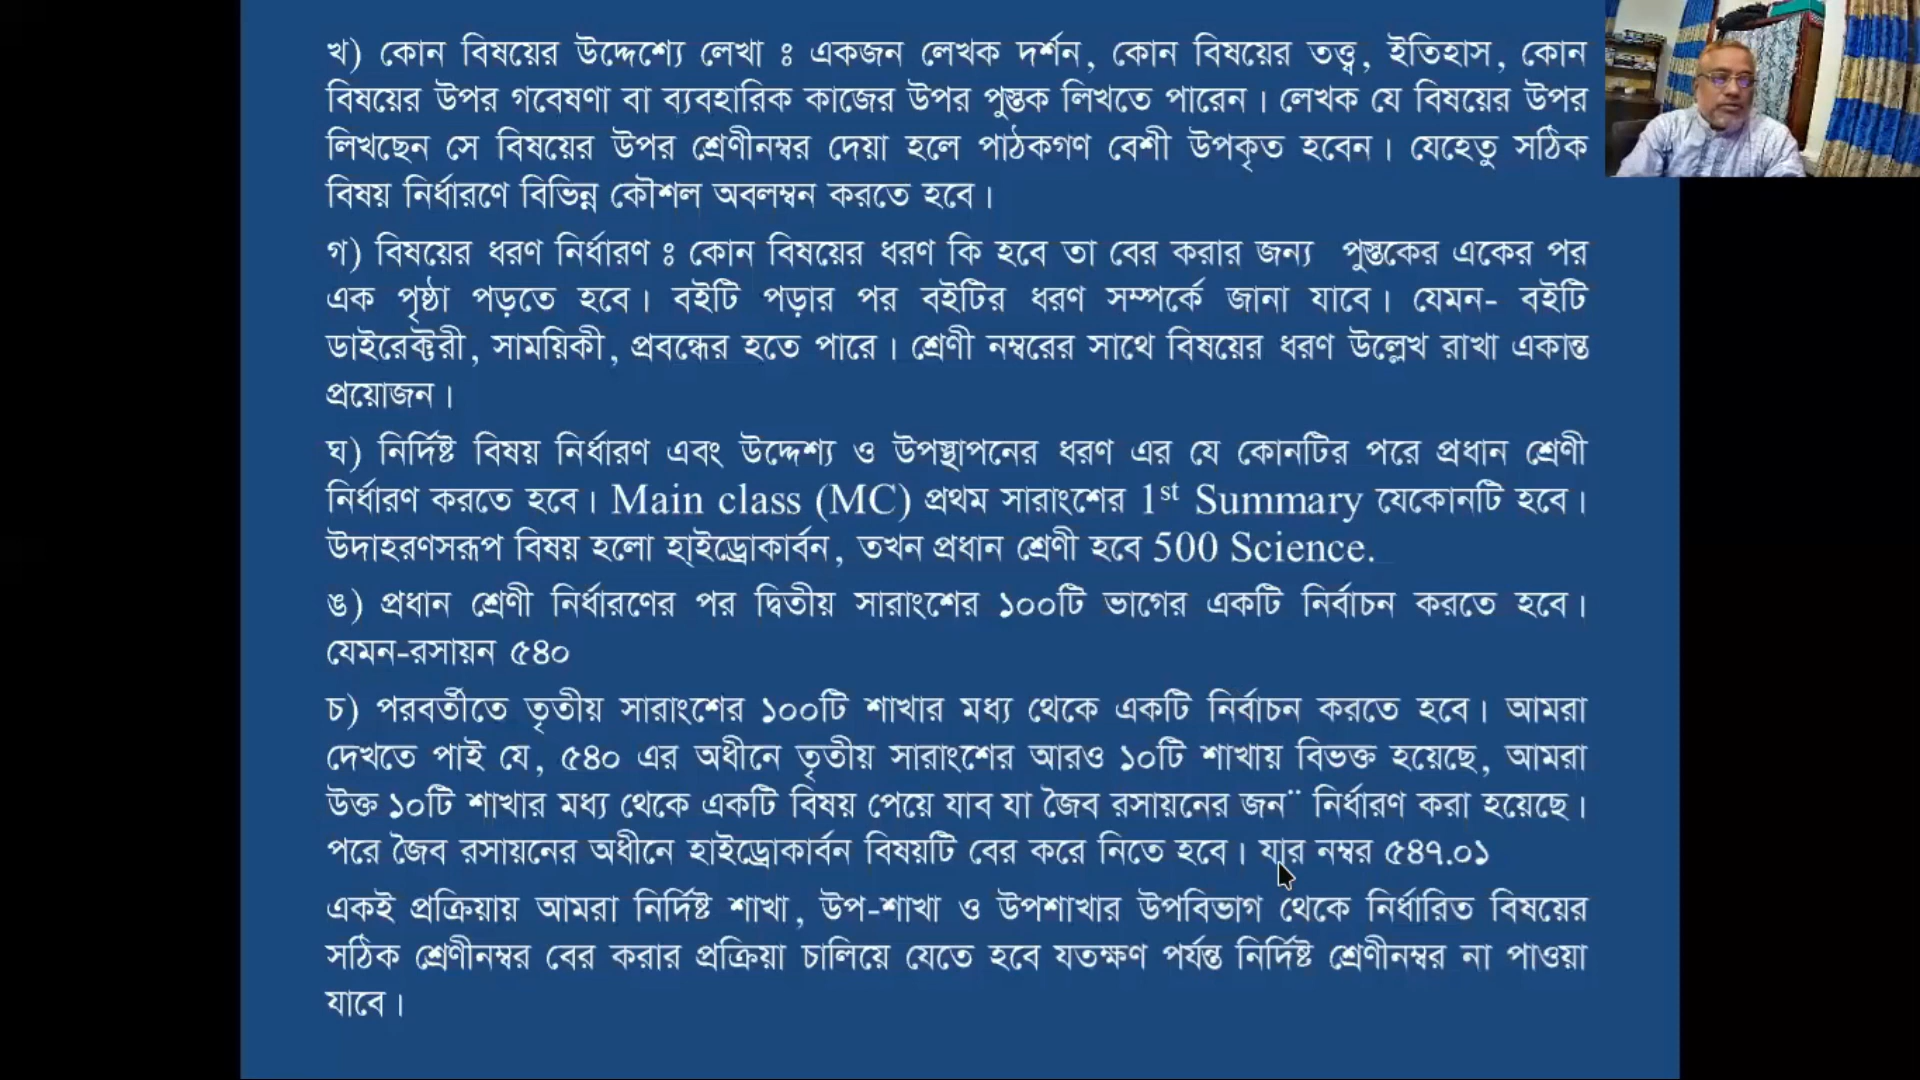 খ) কোন বিষয়ের উদ্দেশ্যে লেখা ঃ একজন লেখক দর্শন, কোন বিষয়ের তত্ত্ব, ইতিহাস, কোন
বিষয়ের উপর গবেষণা বা ব্যবহারিক কাজের উপর পুস্তক লিখতে পারেন। লেখক যে বিষয়ের উপর
লিখছেন সে বিষয়ের উপর শ্রেণীনম্বর দেয়া হলে পাঠকগণ বেশী উপকৃত হবেন। যেহেতু সঠিক
বিষয় নির্ধারণে বিভিন্ন কৌশল অবলম্বন করতে হবে।
গ) বিষয়ের ধরণ নির্ধারণ ঃ কোন বিষয়ের ধরণ কি হবে তা বের করার জন্য পুস্তকের একের পর
এক পৃষ্ঠা পড়তে হবে। বইটি পড়ার পর বইটির ধরণ সম্পর্কে জানা যাবে। যেমন- বইটি
ডাইরেক্টরী, সাময়িকী, প্রবন্ধের হতে পারে। শ্রেণী নম্বরের সাথে বিষয়ের ধরণ উল্লেখ রাখা একান্ত
প্রয়োজন।
ঘ) নির্দিষ্ট বিষয় নির্ধারণ এবং উদ্দেশ্য ও উপস্থাপনের ধরণ এর যে কোনটির পরে প্রধান শ্রেণী
নির্ধারণ করতে হবে। Main class (MC) প্রথম সারাংশের 1st Summary যেকোনটি হবে।
উদাহরণসরূপ বিষয় হলো হা্ইড্রোকার্বন, তখন প্রধান শ্রেণী হবে 500 Science.
ঙ) প্রধান শ্রেণী নির্ধারণের পর দ্বিতীয় সারাংশের ১০০টি ভাগের একটি নির্বাচন করতে হবে।
যেমন-রসায়ন ৫৪০
চ) পরবর্তীতে তৃতীয় সারাংশের ১০০টি শাখার মধ্য থেকে একটি নির্বাচন করতে হবে। আমরা
দেখতে পাই যে, ৫৪০ এর অধীনে তৃতীয় সারাংশের আরও ১০টি শাখায় বিভক্ত হয়েছে, আমরা
উক্ত ১০টি শাখার মধ্য থেকে একটি বিষয় পেয়ে যাব যা জৈব রসায়নের জন¨ নির্ধারণ করা হয়েছে।
পরে জৈব রসায়নের অধীনে হাইড্রোকার্বন বিষয়টি বের করে নিতে হবে। যার নম্বর ৫৪৭.০১
একই প্রক্রিয়ায় আমরা নির্দিষ্ট শাখা, উপ-শাখা ও উপশাখার উপবিভাগ থেকে নির্ধারিত বিষয়ের
সঠিক শ্রেণীনম্বর বের করার প্রক্রিয়া চালিয়ে যেতে হবে যতক্ষণ পর্যন্ত নির্দিষ্ট শ্রেণীনম্বর না পাওয়া
যাবে।